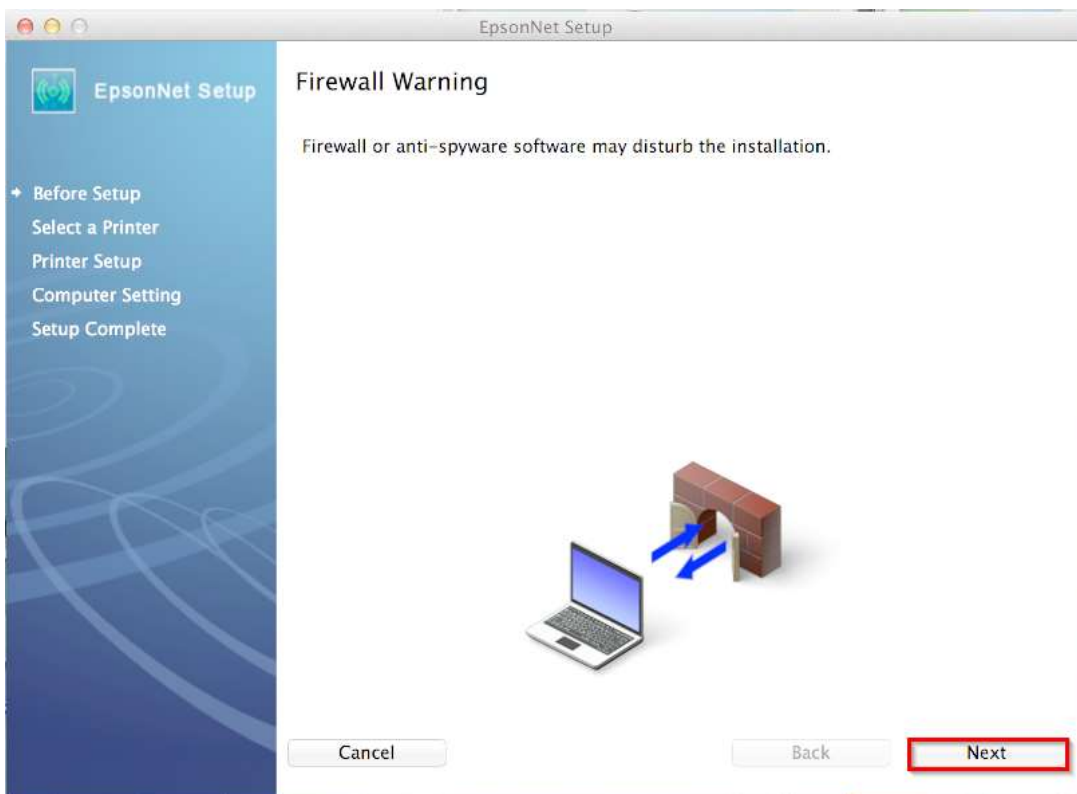 EpsonNet Setup
EpsonNet Setup
Before Setup
Select a Printer
Printer Setup
Computer Setting
Setup Complete
Firewall Warning
Firewall or anti-spyware software may disturb the installation.
Cancel
Back
Next